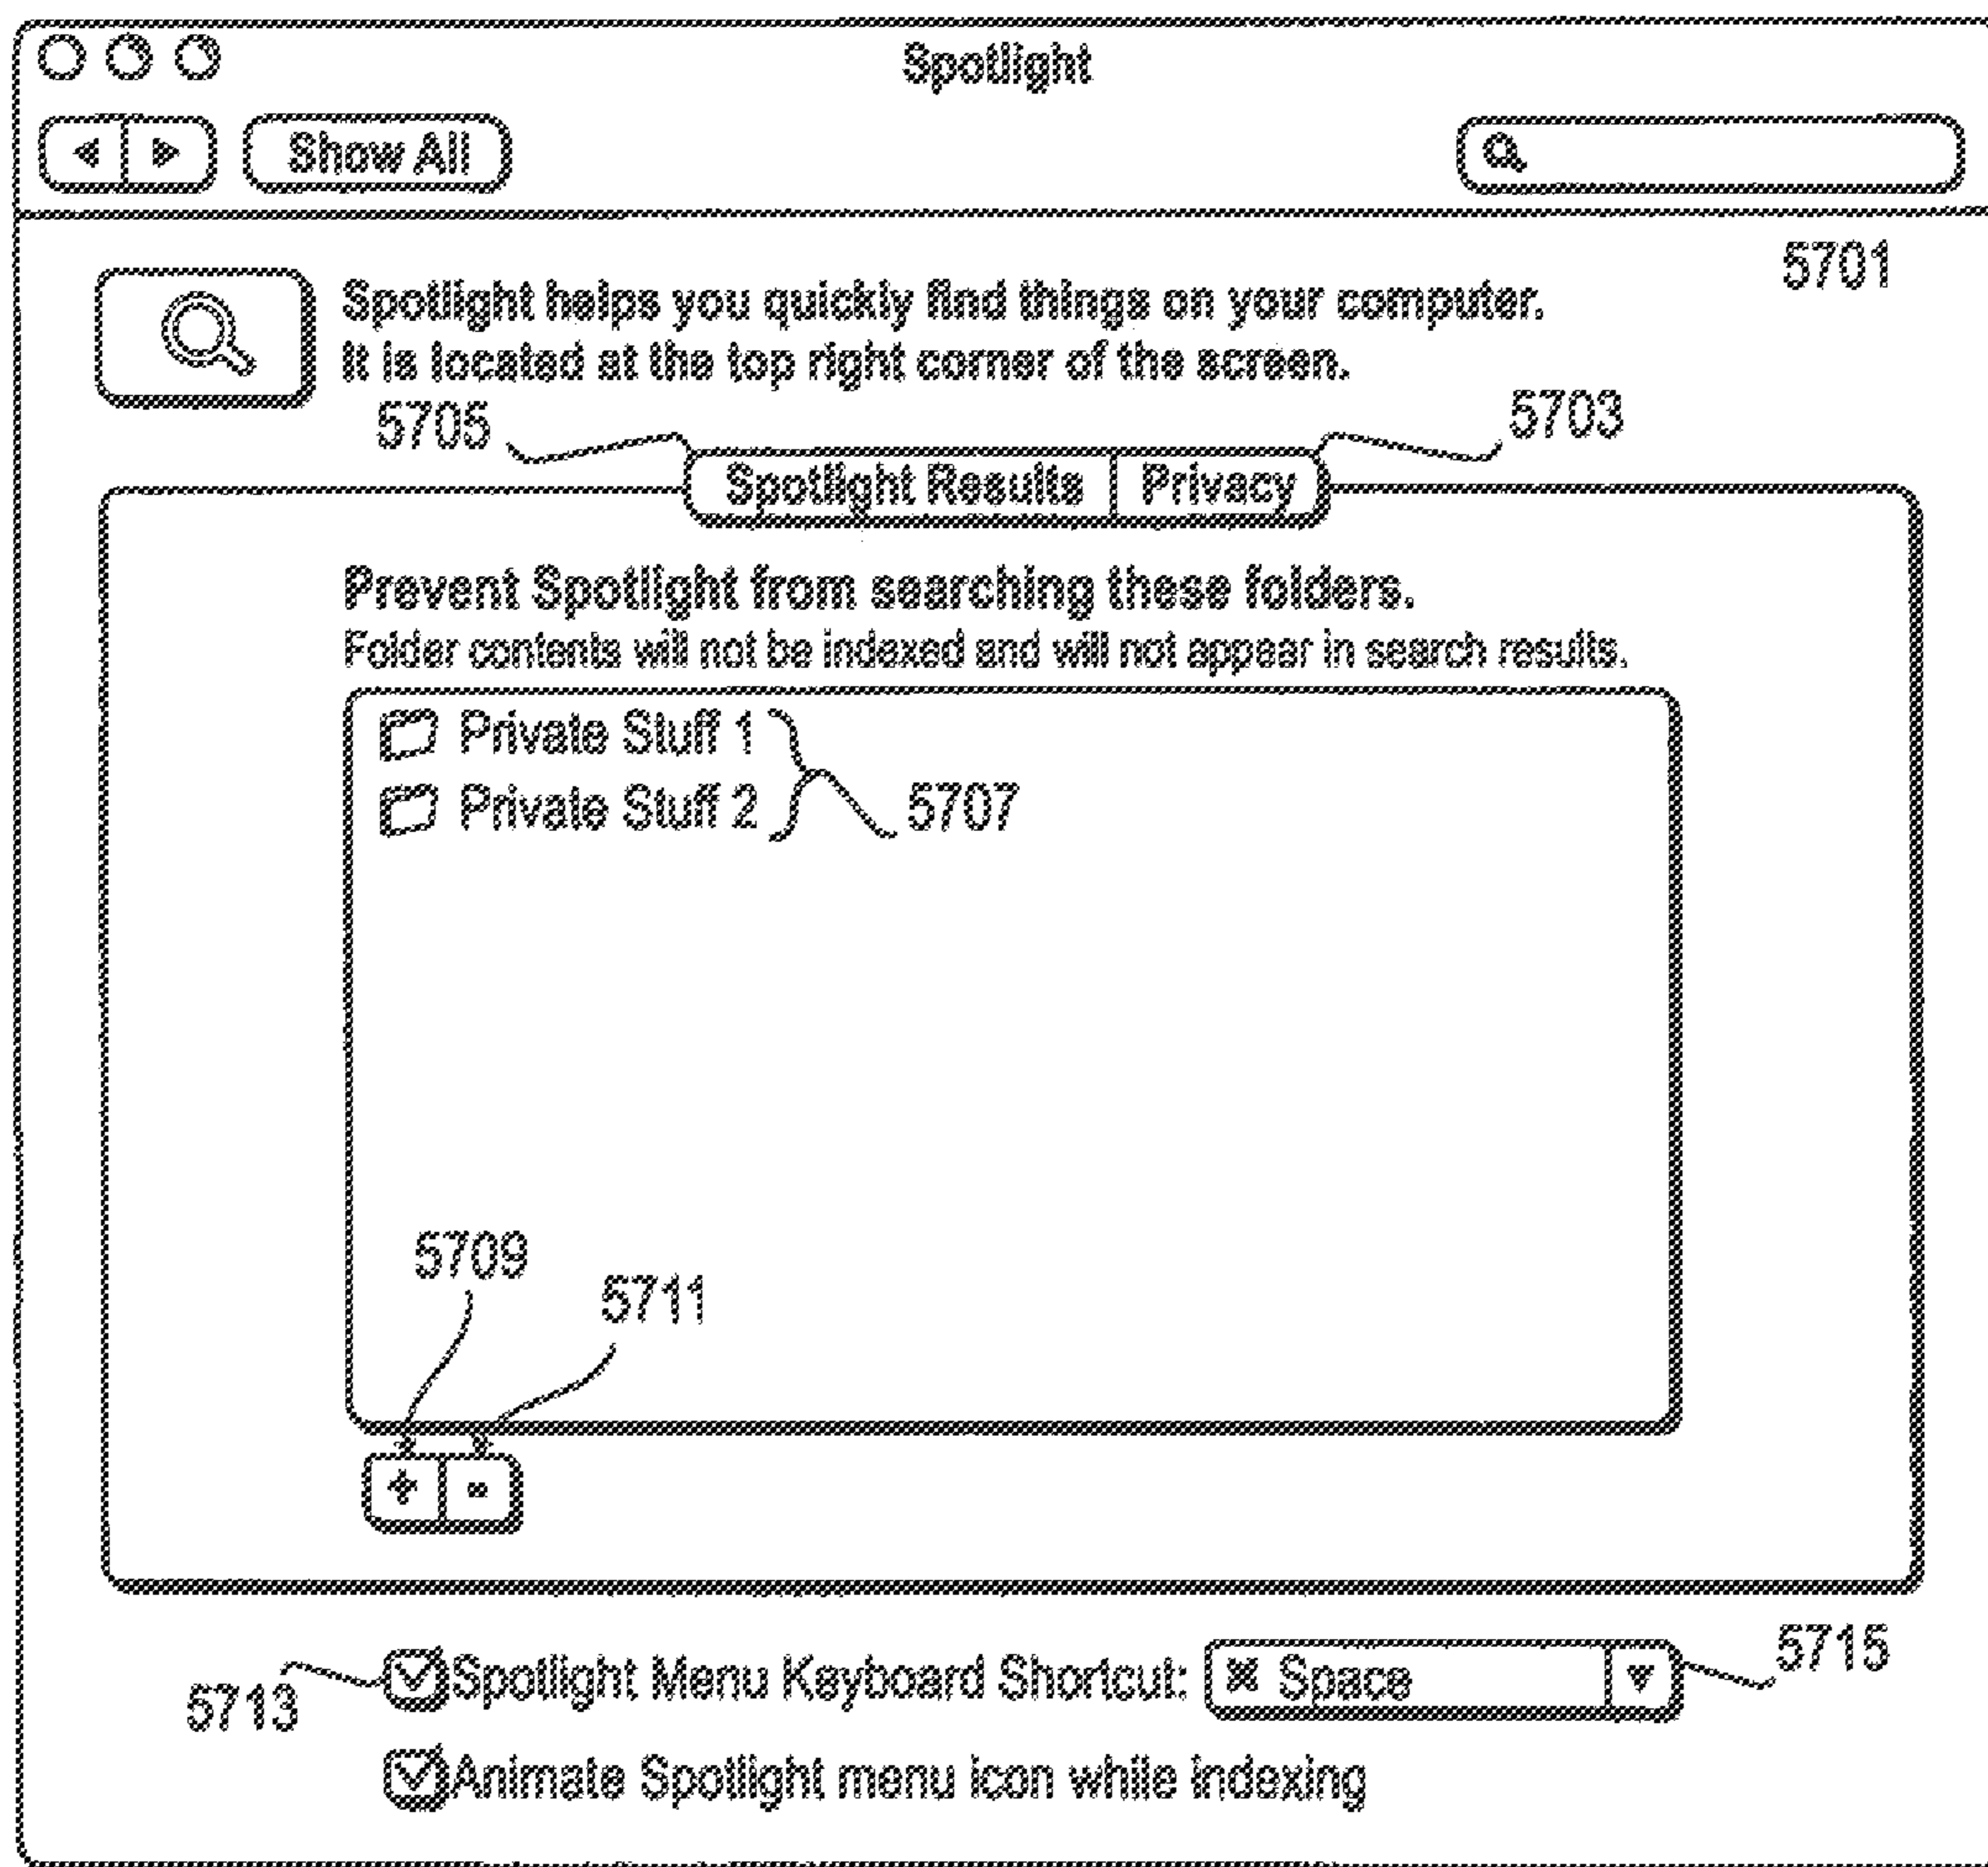 Spotlight
Show All
5701
Spotlight helps you quickly find things on your computer.
It is located at the top right corner of the screen.
5705
5703
Spotlight Results Privacy
Prevent Spotlight from searching these folders.
Folder contents will not be indexed and will not appear in search results.
Private Stuff 1
Private Stuff 2
5707
5709
5711
5713
Spotlight Menu Keyboard Shortcut: ⌘ Space
5715
Animate Spotlight menu icon while indexing